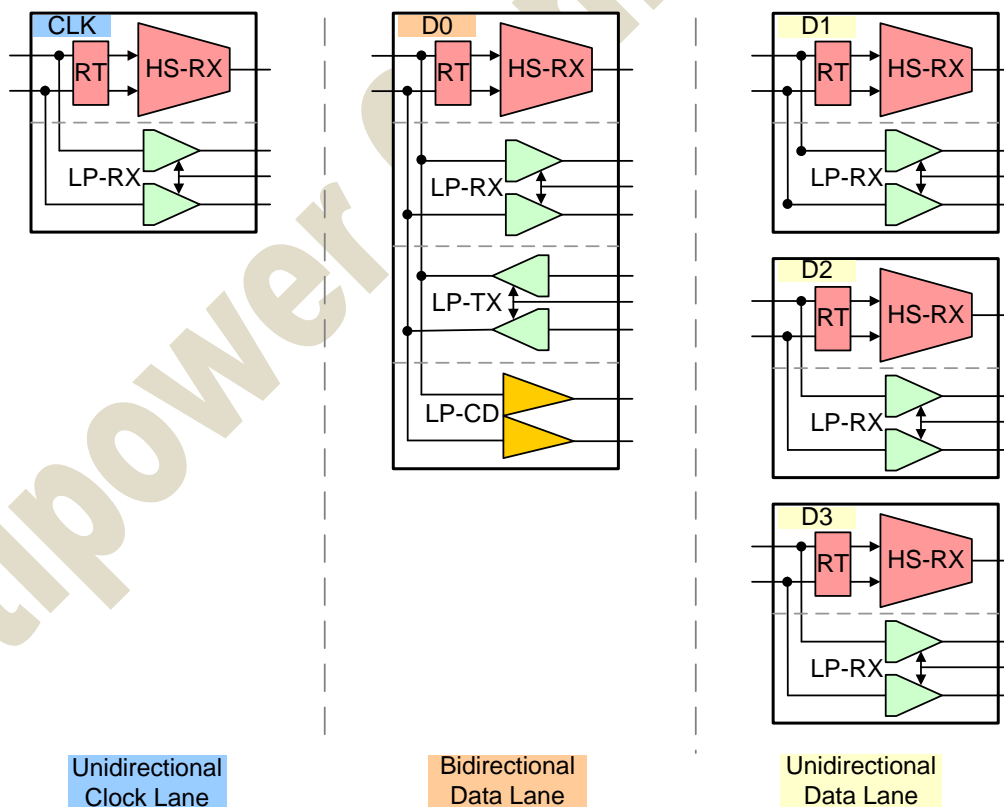 CLK
RT
HS-RX
LP-RX
Unidirectional
Clock Lane
D0
RT
HS-RX
LP-RX
LP-TX
LP-CD
Bidirectional
Data Lane
D1
RT
HS-RX
LP-RX
D2
RT
HS-RX
LP-RX
D3
RT
HS-RX
LP-RX
Unidirectional
Data Lane